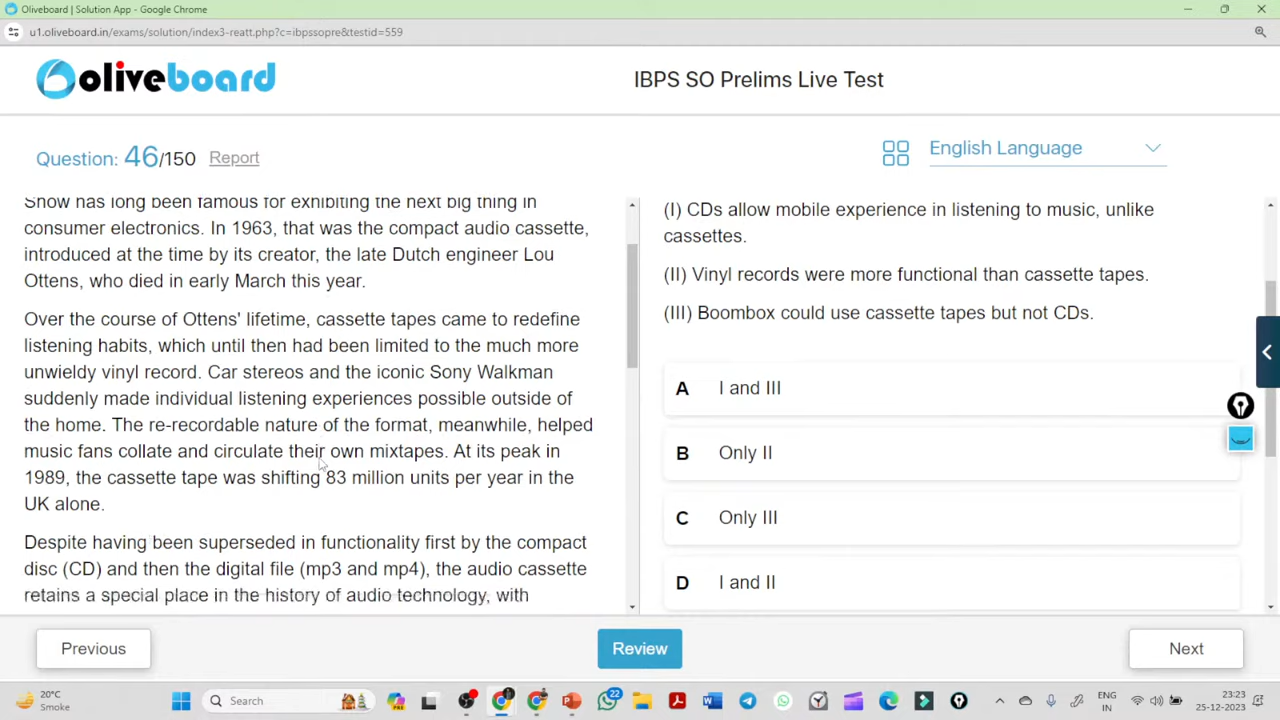 Oliveboard | Solution App - Google Chrome
u1.oliveboard.in/exams/solution/index3-reatt.php?c=ibpssopre&testid=559
oliveboard
IBPS SO Prelims Live Test
Question: 46/150 Report
English Language
Show has long been famous for exhibiting the next big thing in
consumer electronics. In 1963, that was the compact audio cassette,
introduced at the time by its creator, the late Dutch engineer Lou
Ottens, who died in early March this year.
Over the course of Ottens' lifetime, cassette tapes came to redefine
listening habits, which until then had been limited to the much more
unwieldy vinyl record. Car stereos and the iconic Sony Walkman
suddenly made individual listening experiences possible outside of
the home. The re-recordable nature of the format, meanwhile, helped
music fans collate and circulate their own mixtapes. At its peak in
1989, the cassette tape was shifting 83 million units per year in the
UK alone.
Despite having been superseded in functionality first by the compact
disc (CD) and then the digital file (mp3 and mp4), the audio cassette
retains a special place in the history of audio technology, with
(I) CDs allow mobile experience in listening to music, unlike
cassettes.
(II) Vinyl records were more functional than cassette tapes.
(III) Boombox could use cassette tapes but not CDs.
A I and III
B Only II
C Only III
D I and II
Previous
Review
Next
20°C
Smoke
Search
22
ENG
IN
23:23
25-12-2023